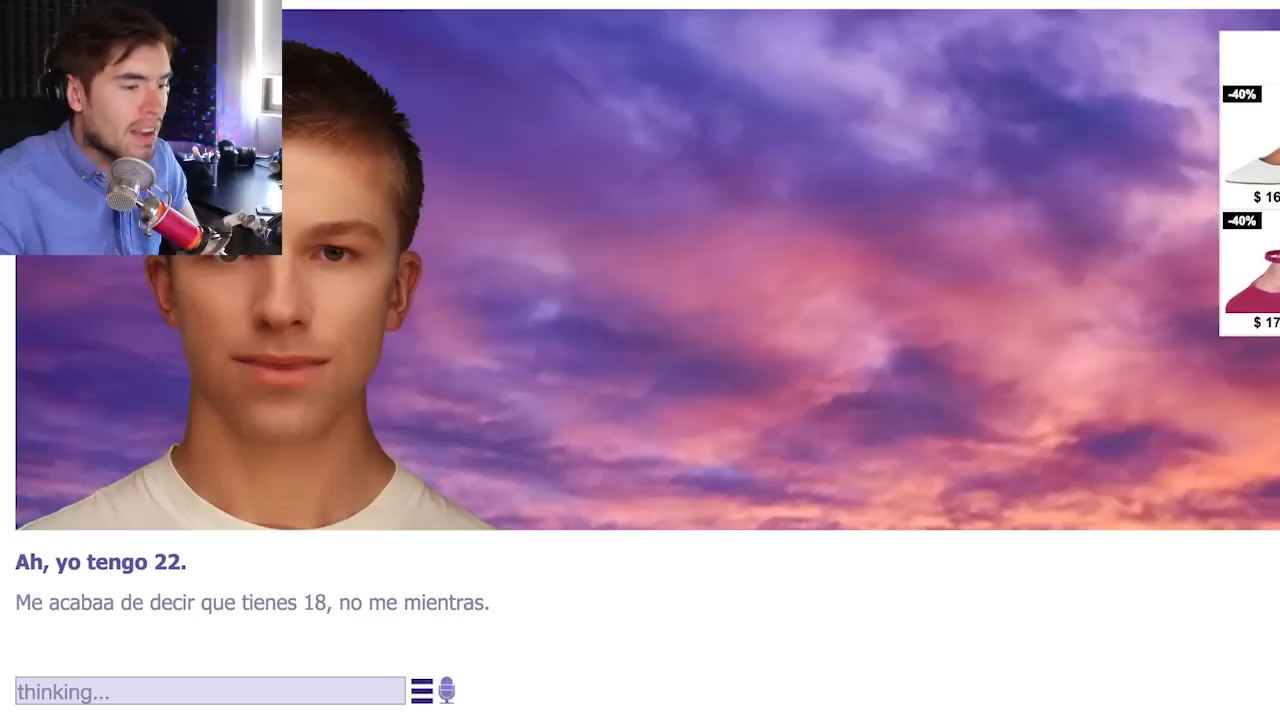 -40%
$ 16
-40%
$ 17
Ah, yo tengo 22.
Me acabaa de decir que tienes 18, no me mientras.
thinking...